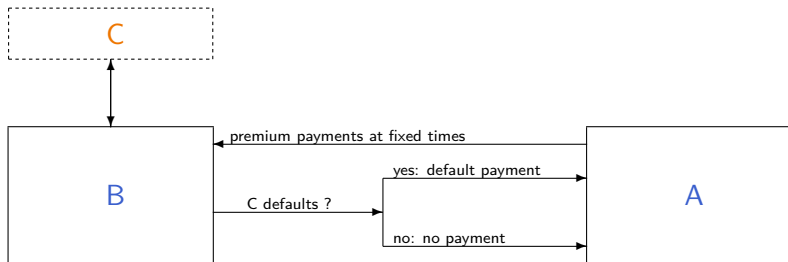 C
premium payments at fixed times
yes: default payment
B
C defaults ?
A
no: no payment